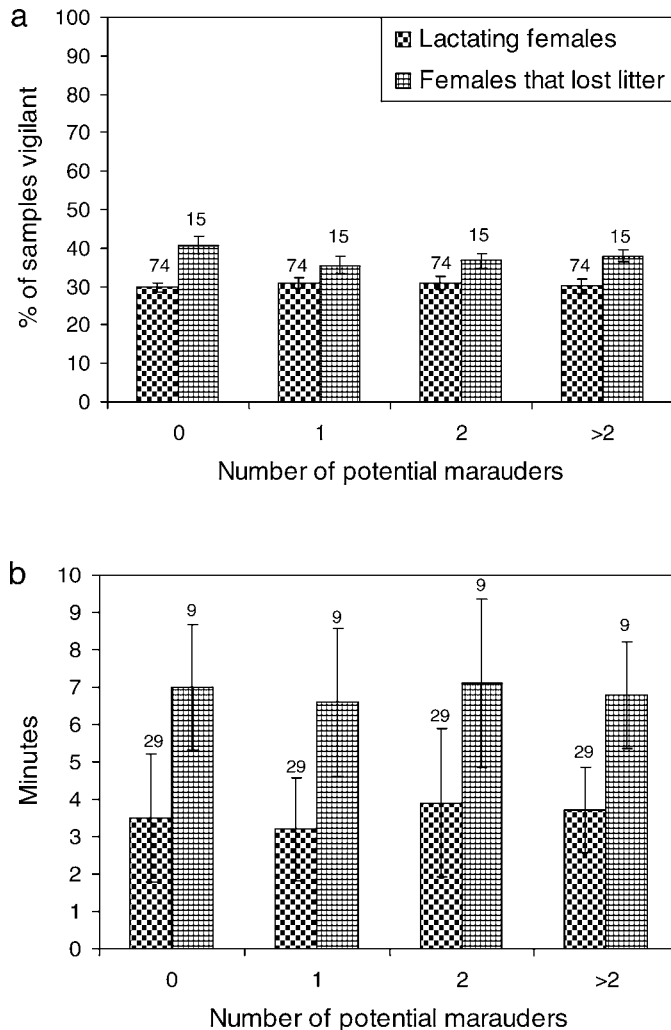 a
100
90
80
70
60
50
40
30
20
10
0
% of samples vigilant
Lactating females
Females that lost litter
74 15 74 15 74 15 74 15
0 1 2 >2
Number of potential marauders
b
10
9
8
7
6
5
4
3
2
1
0
Minutes
29 9 29 9 29 9 29 9
0 1 2 >2
Number of potential marauders